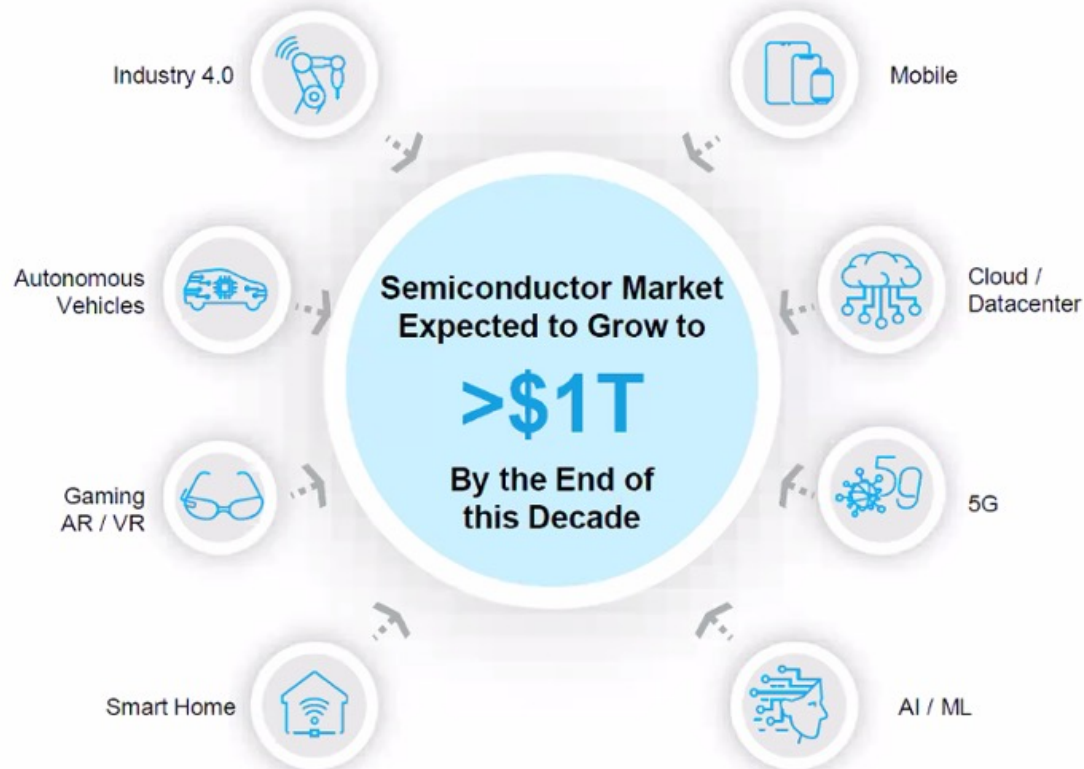 Industry 4.0
Mobile
Autonomous
Vehicles
Cloud /
Datacenter
Semiconductor Market
Expected to Grow to
>$1T
By the End of
this Decade
Gaming
AR / VR
5g
5G
Smart Home
AI / ML